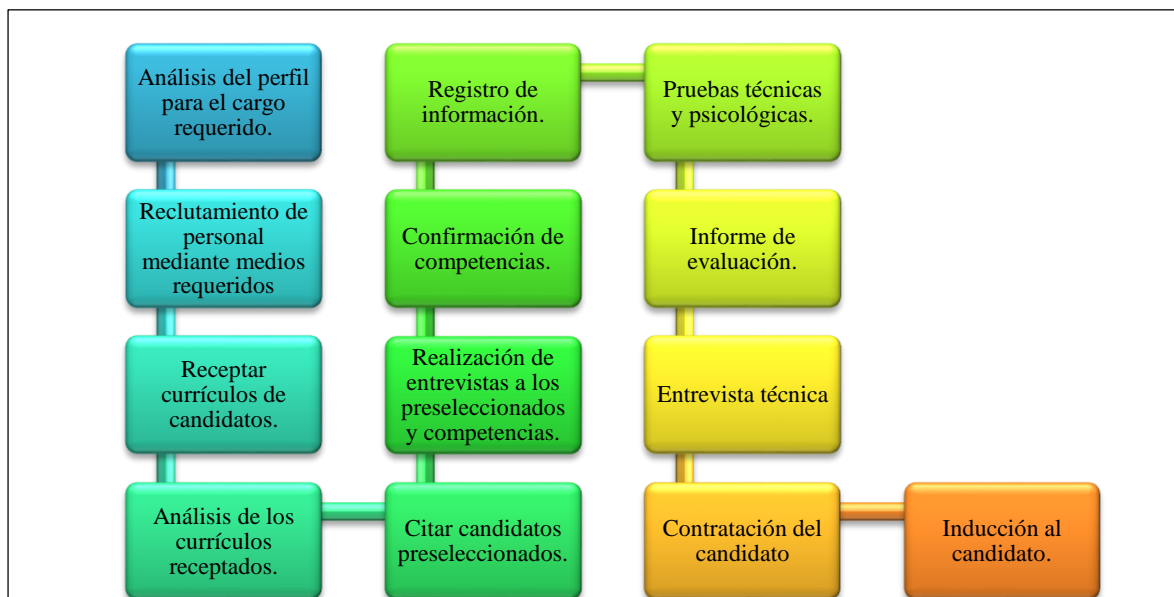 Análisis del perfil
para el cargo
requerido.
Reclutamiento de
personal
mediante medios
requeridos
Receptar
currículos de
candidatos.
Análisis de los
currículos
receptados.
Citar candidatos
preseleccionados.
Realización de
entrevistas a los
preseleccionados
y competencias.
Confirmación de
competencias.
Registro de
información.
Pruebas técnicas
y psicológicas.
Informe de
evaluación.
Entrevista técnica
Contratación del
candidato
Inducción al
candidato.